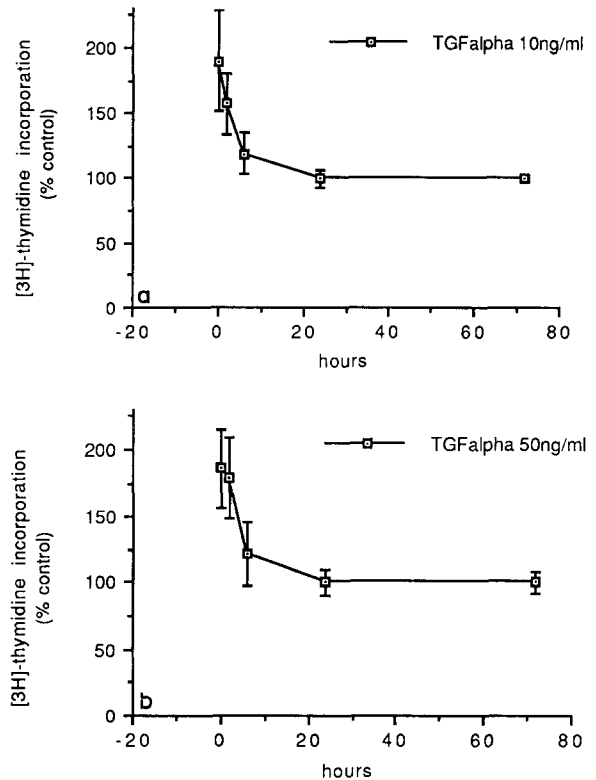 TGFalpha 10ng/ml
[3H]-thymidine incorporation
(% control)
200
150
100
50
0
a
-20 0 20 40 60 80
hours
TGFalpha 50ng/ml
[3H]-thymidine incorporation
(% control)
200
150
100
50
0
b
-20 0 20 40 60 80
hours